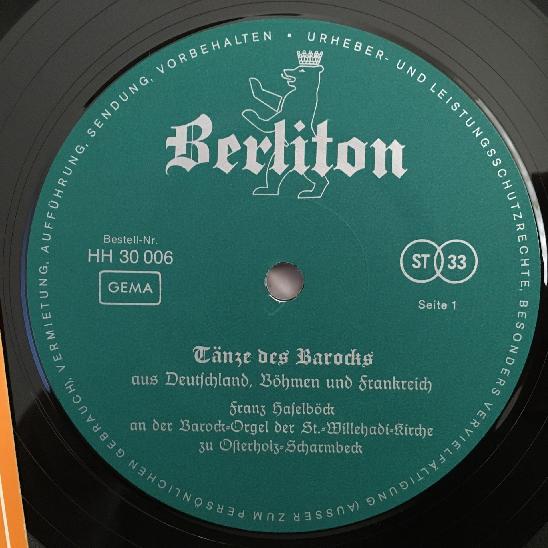 URHEBER- UND LEISTUNGSSCHUTZRECHTE, BESONDERS VERVIELFÄLTIGUNG (AUSSER ZUM PERSÖNLICHEN GEBRAUCH), VERMIETUNG, AUFFÜHRUNG, SENDUNG, VORBEHALTEN •
Berliton
Bestell-Nr.
HH 30 006
GEMA
ST 33
Seite 1
Tänze des Barocks
aus Deutschland, Böhmen und Frankreich
Franz Haselböck
an der Barock-Orgel der St.-Willehadi-Kirche
zu Osterholz-Scharmbeck